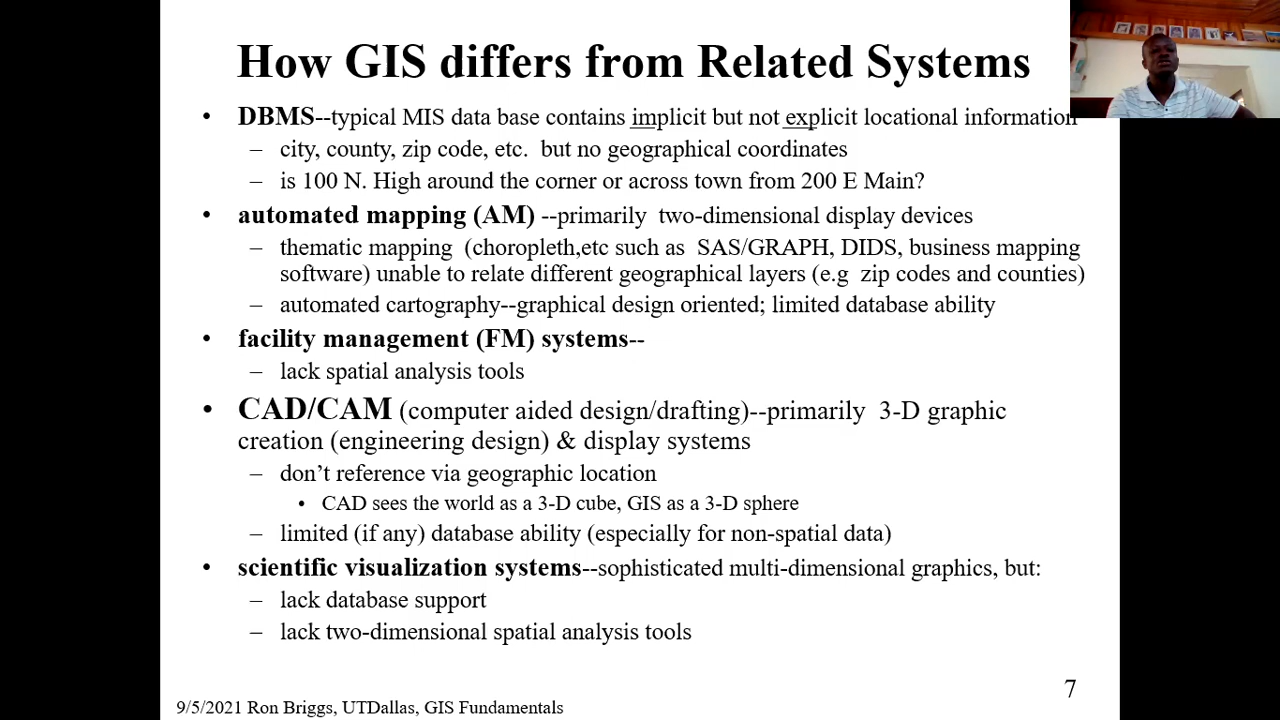 How GIS differs from Related Systems
• DBMS--typical MIS data base contains implicit but not explicit locational information
– city, county, zip code, etc. but no geographical coordinates
– is 100 N. High around the corner or across town from 200 E Main?
• automated mapping (AM) --primarily two-dimensional display devices
– thematic mapping (choropleth,etc such as SAS/GRAPH, DIDS, business mapping
software) unable to relate different geographical layers (e.g zip codes and counties)
– automated cartography--graphical design oriented; limited database ability
• facility management (FM) systems--
– lack spatial analysis tools
• CAD/CAM (computer aided design/drafting)--primarily 3-D graphic
creation (engineering design) & display systems
– don’t reference via geographic location
• CAD sees the world as a 3-D cube, GIS as a 3-D sphere
– limited (if any) database ability (especially for non-spatial data)
• scientific visualization systems--sophisticated multi-dimensional graphics, but:
– lack database support
– lack two-dimensional spatial analysis tools
7
9/5/2021 Ron Briggs, UTDallas, GIS Fundamentals